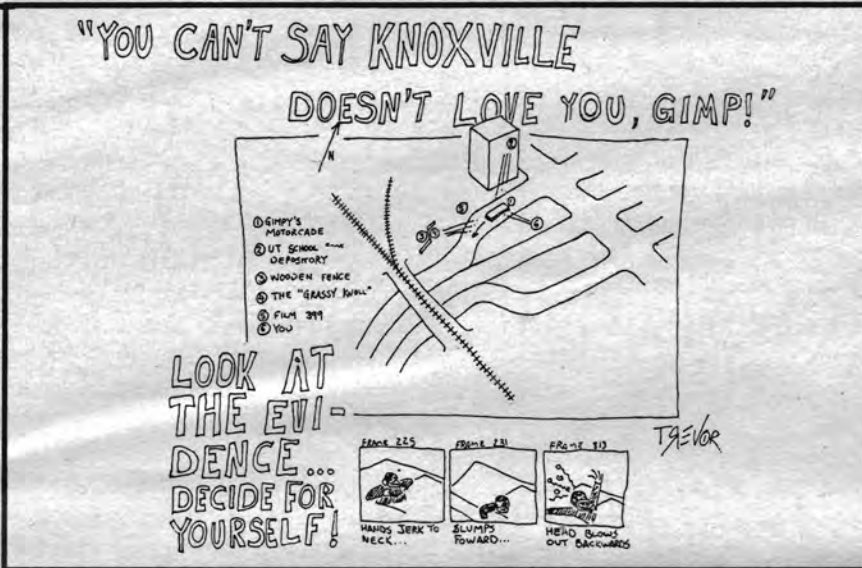 "YOU CAN'T SAY KNOXVILLE
DOESN'T LOVE YOU, GIMP!"
N
① GIMPY'S
MOTORCADE
② UT SCHOOL
DEPOSITORY
③ WOODEN FENCE
④ THE "GRASSY KNOLL"
⑤ FILM 399
⑥ YOU
LOOK AT
THE EVI-
DENCE...
DECIDE FOR
YOURSELF!
TREVOR
FRAME 225
FRAME 231
FRAME 313
HANDS JERK TO
NECK...
SLUMPS
FOWARD...
HEAD BLOWS
OUT BACKWARDS